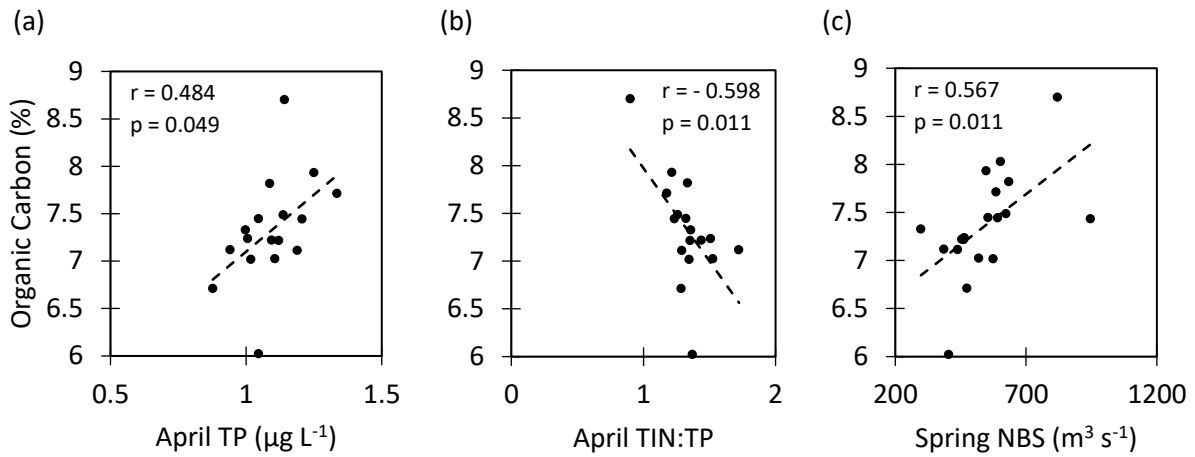 (a)
(b)
(c)
Organic Carbon (%)
9
8.5
8
7.5
7
6.5
6
r = 0.484
p = 0.049
0.5
1
1.5
April TP (µg L⁻¹)
9
8.5
8
7.5
7
6.5
6
r = - 0.598
p = 0.011
0
1
2
April TIN:TP
9
8.5
8
7.5
7
6.5
6
r = 0.567
p = 0.011
200
700
1200
Spring NBS (m³ s⁻¹)